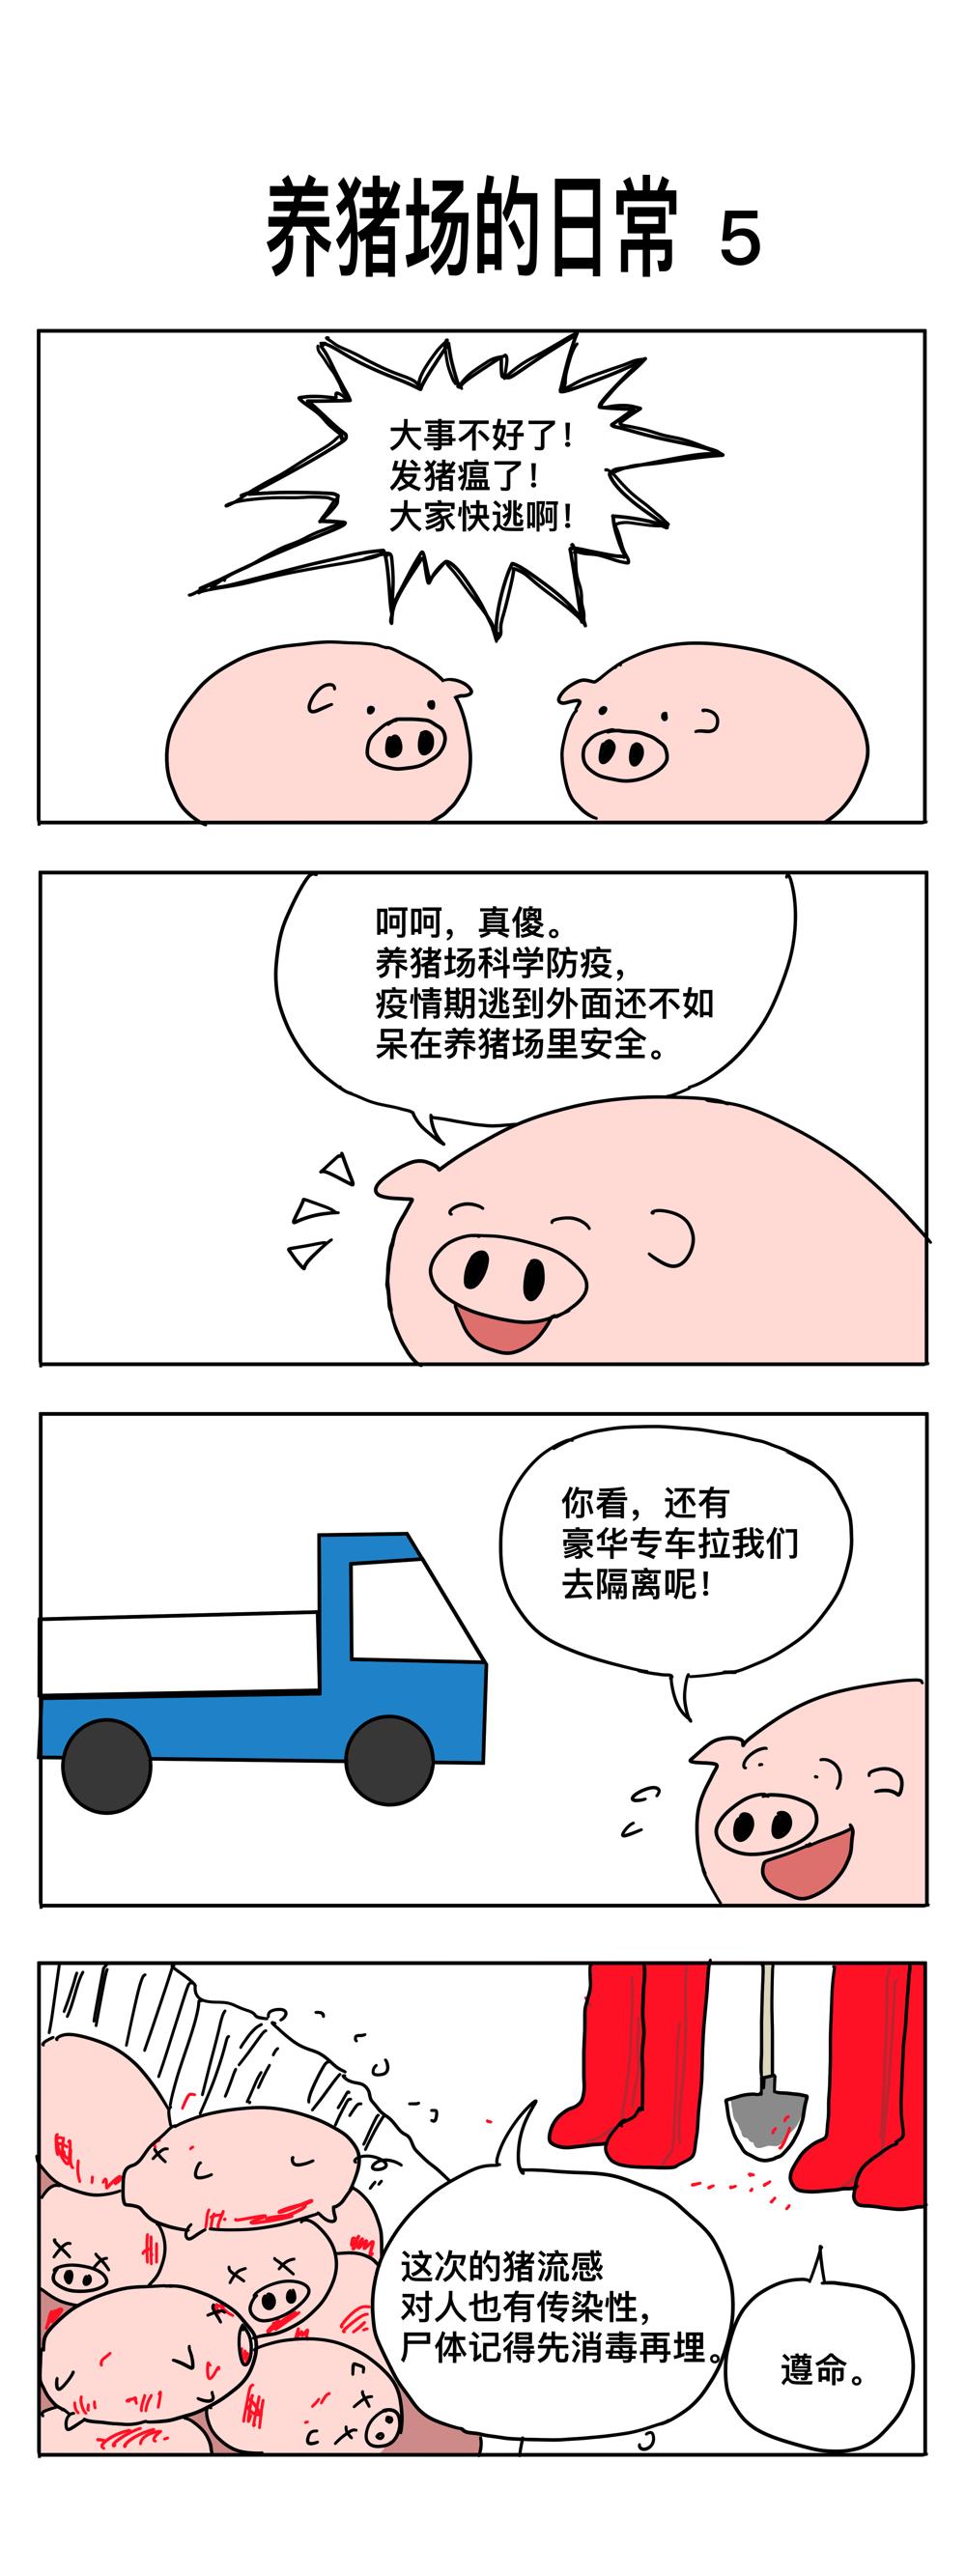 养猪场的日常 5
大事不好了！
发猪瘟了！
大家快逃啊！
呵呵，真傻。
养猪场科学防疫，
疫情期逃到外面还不如
呆在养猪场里安全。
你看，还有
豪华专车拉我们
去隔离呢！
这次的猪流感
对人也有传染性，
尸体记得先消毒再埋。
遵命。